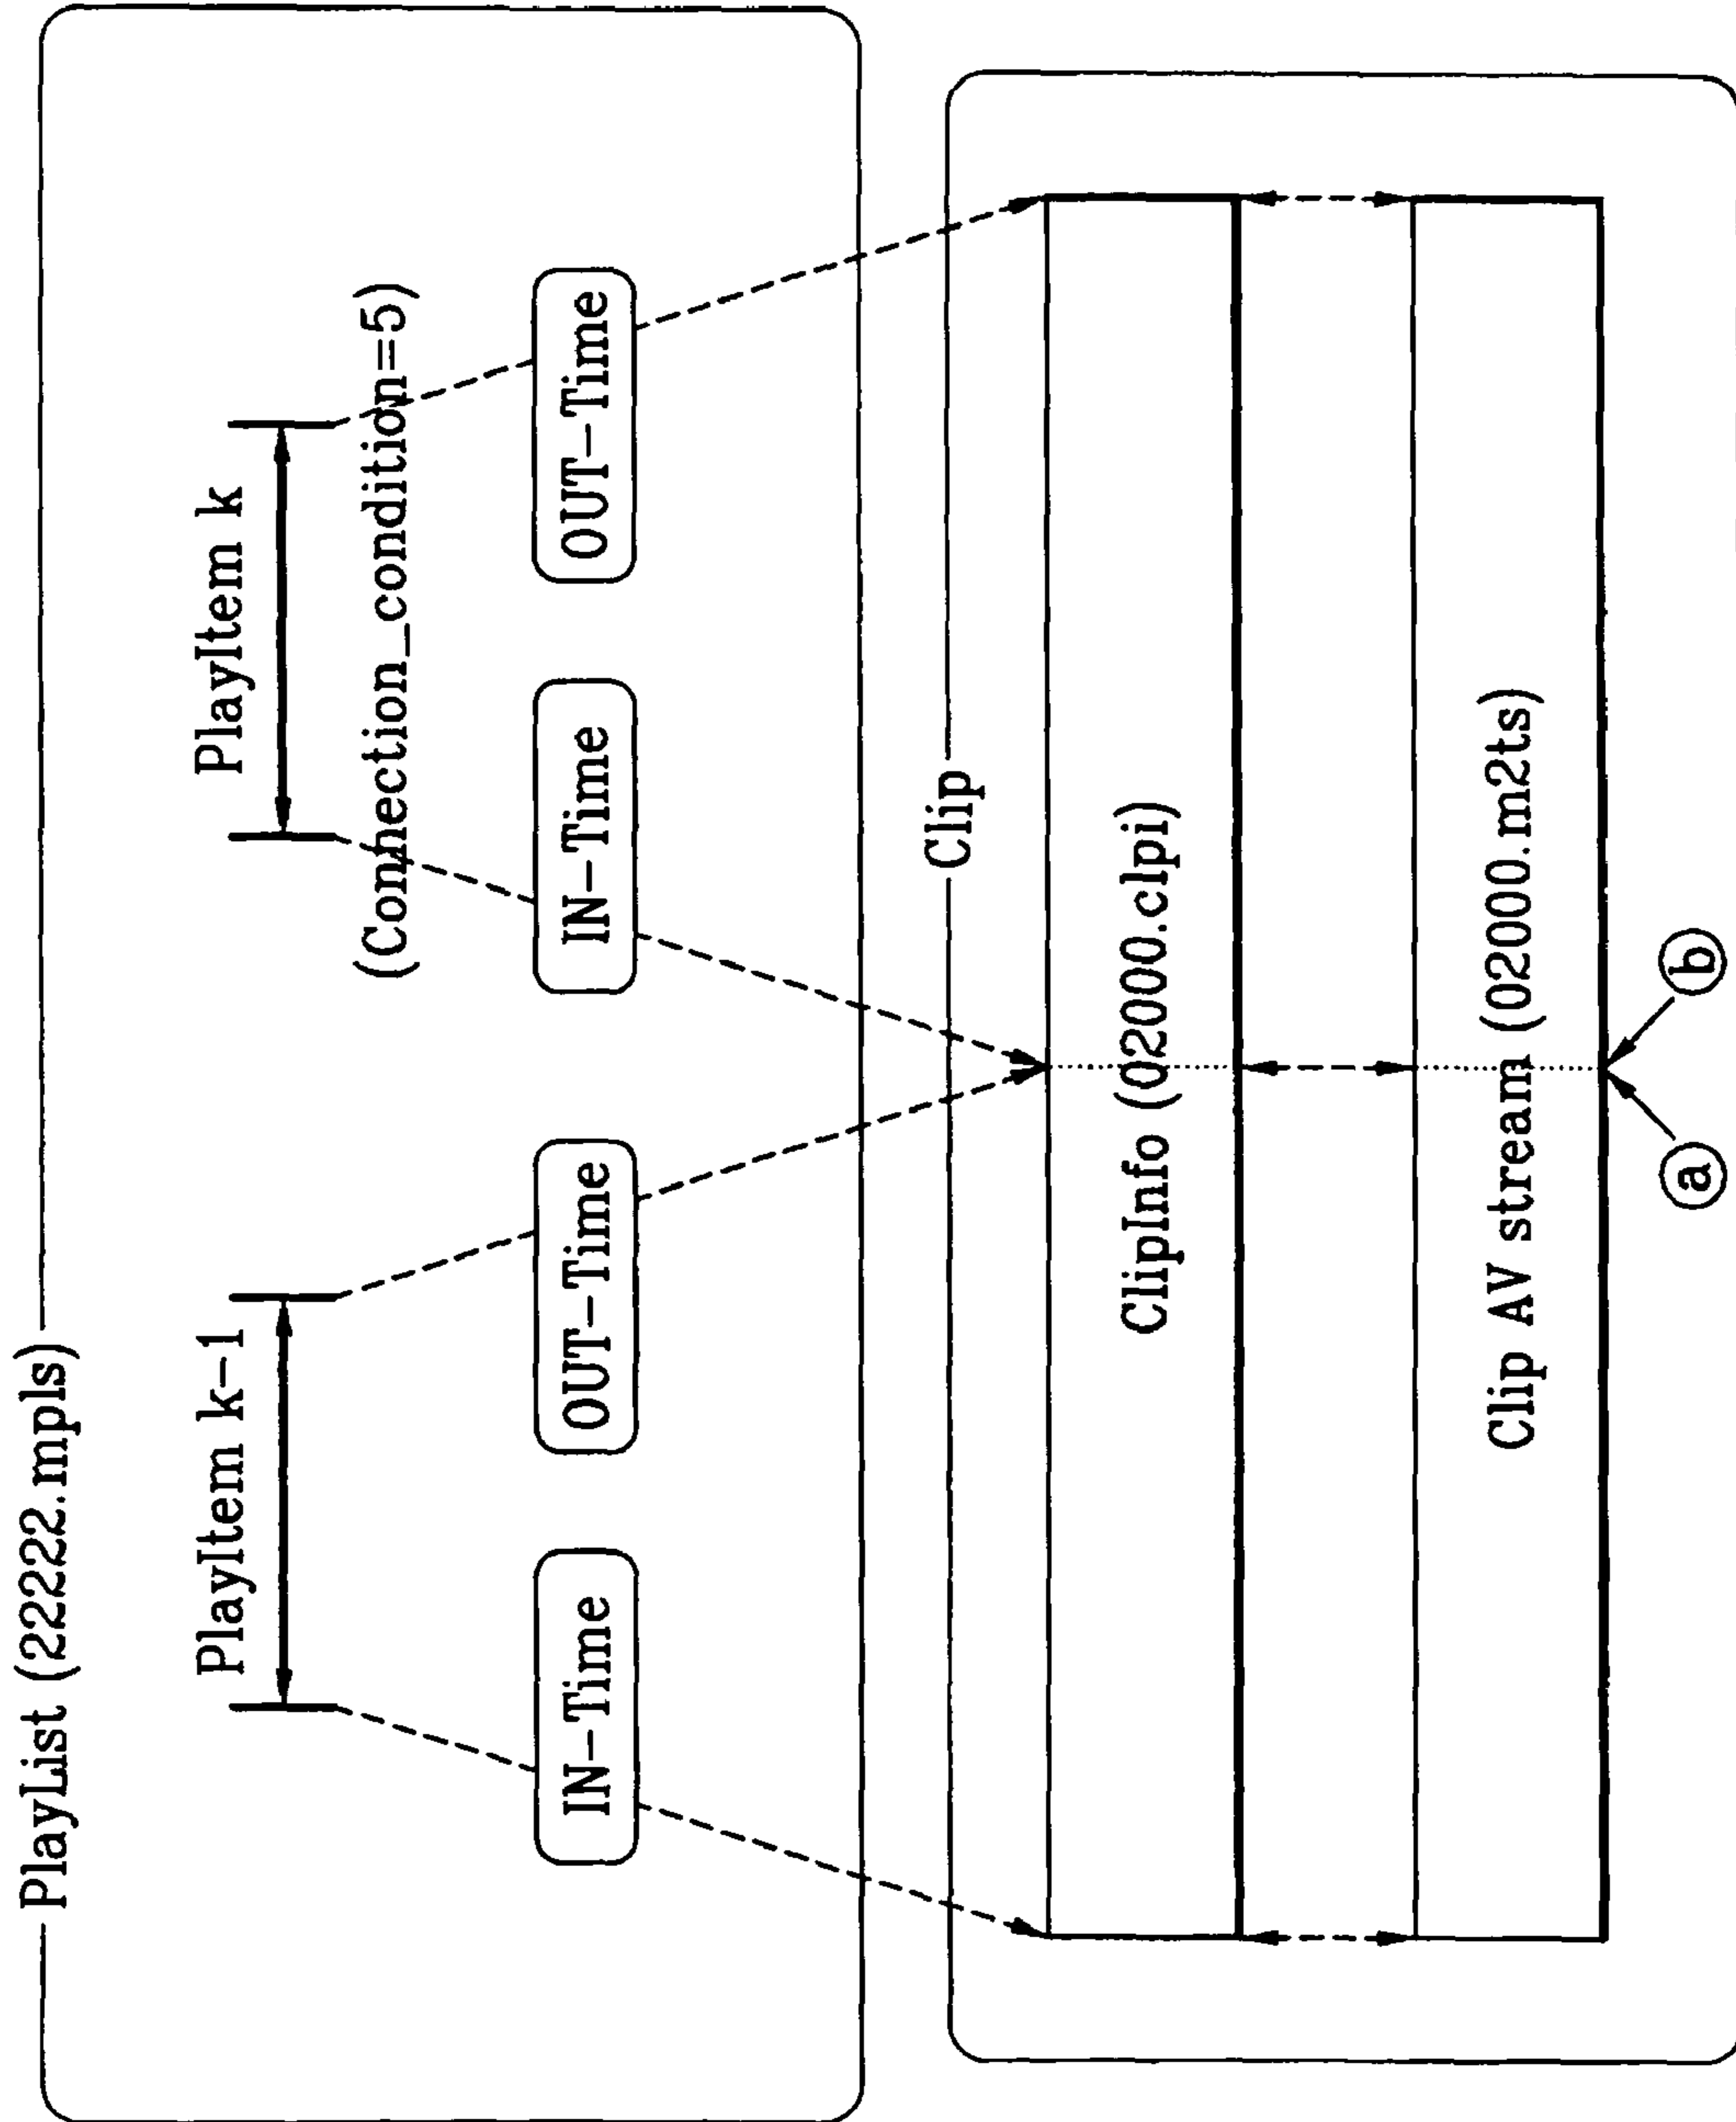 PlayList (2222.mpls)
PlayItem k-1
PlayItem k
(Connection_condition=5)
IN-Time
OUT-Time
IN-Time
OUT-Time
Clip
ClipInfo (02000.clpi)
Clip AV stream (02000.m2ts)
a
b